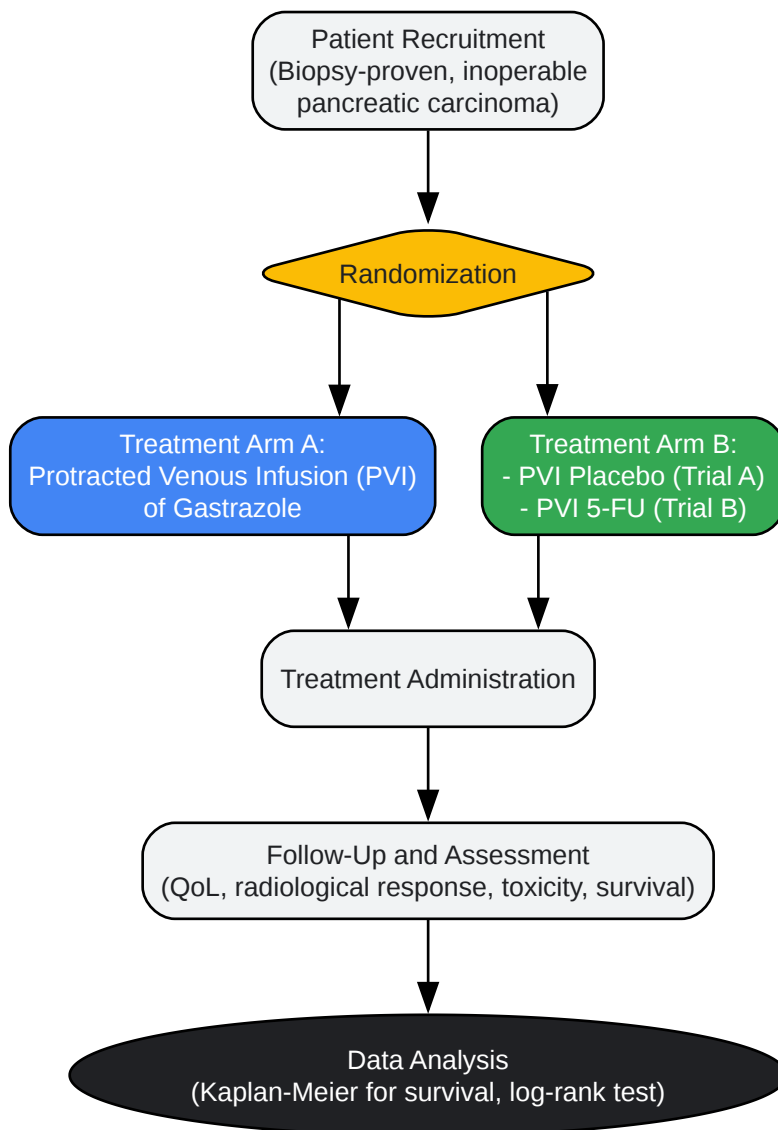 Patient Recruitment
(Biopsy-proven, inoperable
pancreatic carcinoma)
Randomization
Treatment Arm A:
Protracted Venous Infusion (PVI)
of Gastrazole
Treatment Arm B:
- PVI Placebo (Trial A)
- PVI 5-FU (Trial B)
Treatment Administration
Follow-Up and Assessment
(QoL, radiological response, toxicity, survival)
Data Analysis
(Kaplan-Meier for survival, log-rank test)